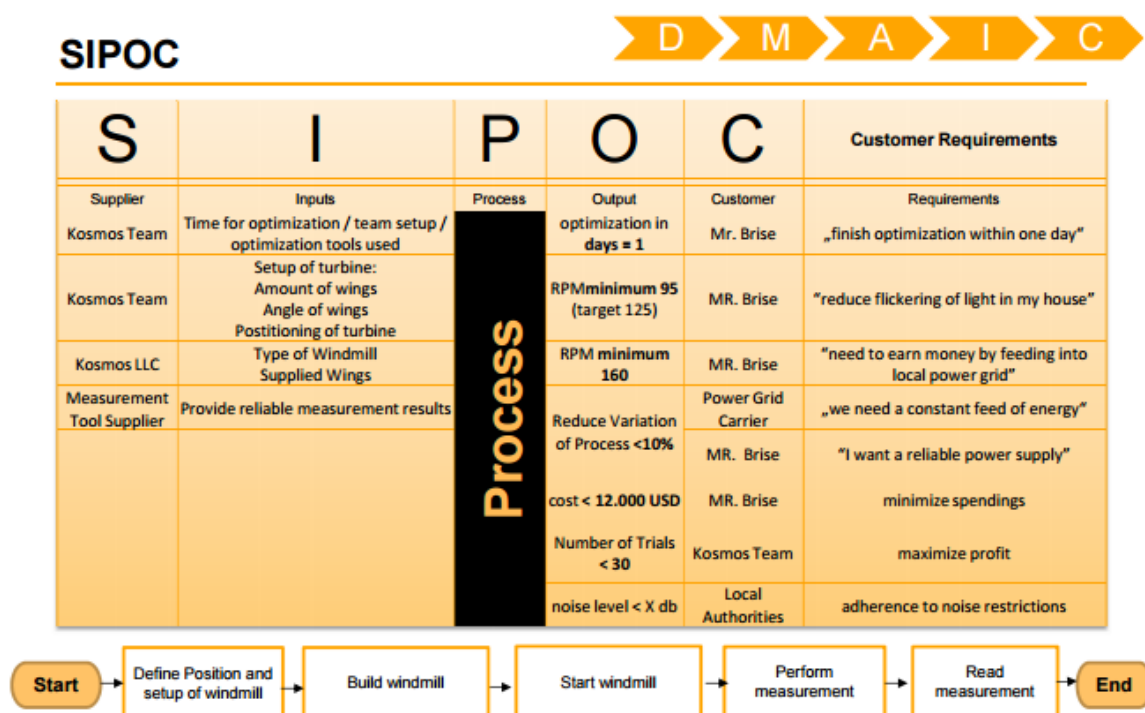 SIPOC
D M A I C
S I P O C Customer Requirements
Supplier Inputs Process Output Customer Requirements
Kosmos Team
Time for optimization / team setup /
optimization tools used
optimization in
days = 1
Mr. Brise
„finish optimization within one day“
Kosmos Team
Setup of turbine:
Amount of wings
Angle of wings
Postitioning of turbine
RPMminimum 95
(target 125)
MR. Brise
“reduce flickering of light in my house”
Kosmos LLC
Type of Windmill
Supplied Wings
RPM minimum
160
MR. Brise
“need to earn money by feeding into
local power grid”
Measurement
Tool Supplier
Provide reliable measurement results
Reduce Variation
of Process <10%
Power Grid
Carrier
„we need a constant feed of energy“
MR. Brise
“I want a reliable power supply”
cost < 12.000 USD
MR. Brise
minimize spendings
Number of Trials
< 30
Kosmos Team
maximize profit
noise level < X db
Local
Authorities
adherence to noise restrictions
Process
Start
Define Position and
setup of windmill
Build windmill
Start windmill
Perform
measurement
Read
measurement
End